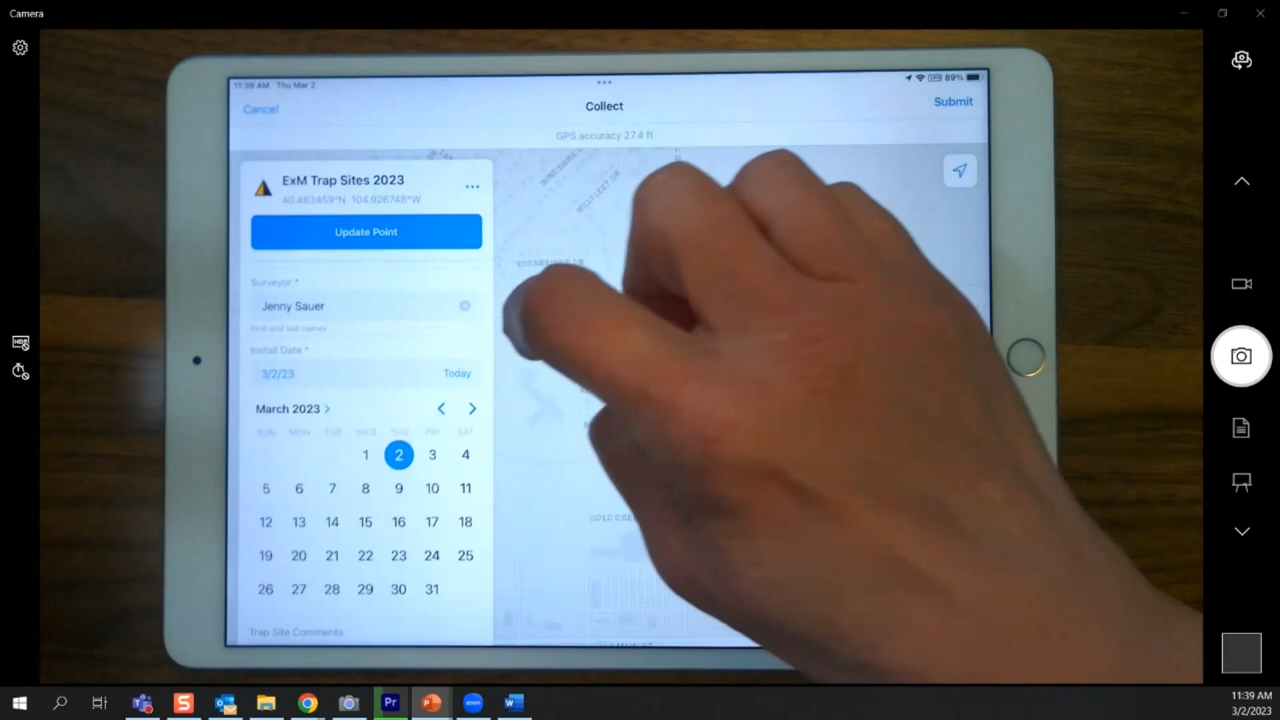 Camera
11:39 AM Thu Mar 2
89%
Cancel
Collect
Submit
GPS accuracy 27.4 ft
ExM Trap Sites 2023
40.483459°N 104.926748°W
Update Point
Surveyor *
Jenny Sauer
First and last names
Install Date *
3/2/23
Today
March 2023
SUN MON TUE WED THU FRI SAT
1 2 3 4
5 6 7 8 9 10 11
12 13 14 15 16 17 18
19 20 21 22 23 24 25
26 27 28 29 30 31
Trap Site Comments
COLD
HDR
Pr
zoom
11:39 AM
3/2/2023